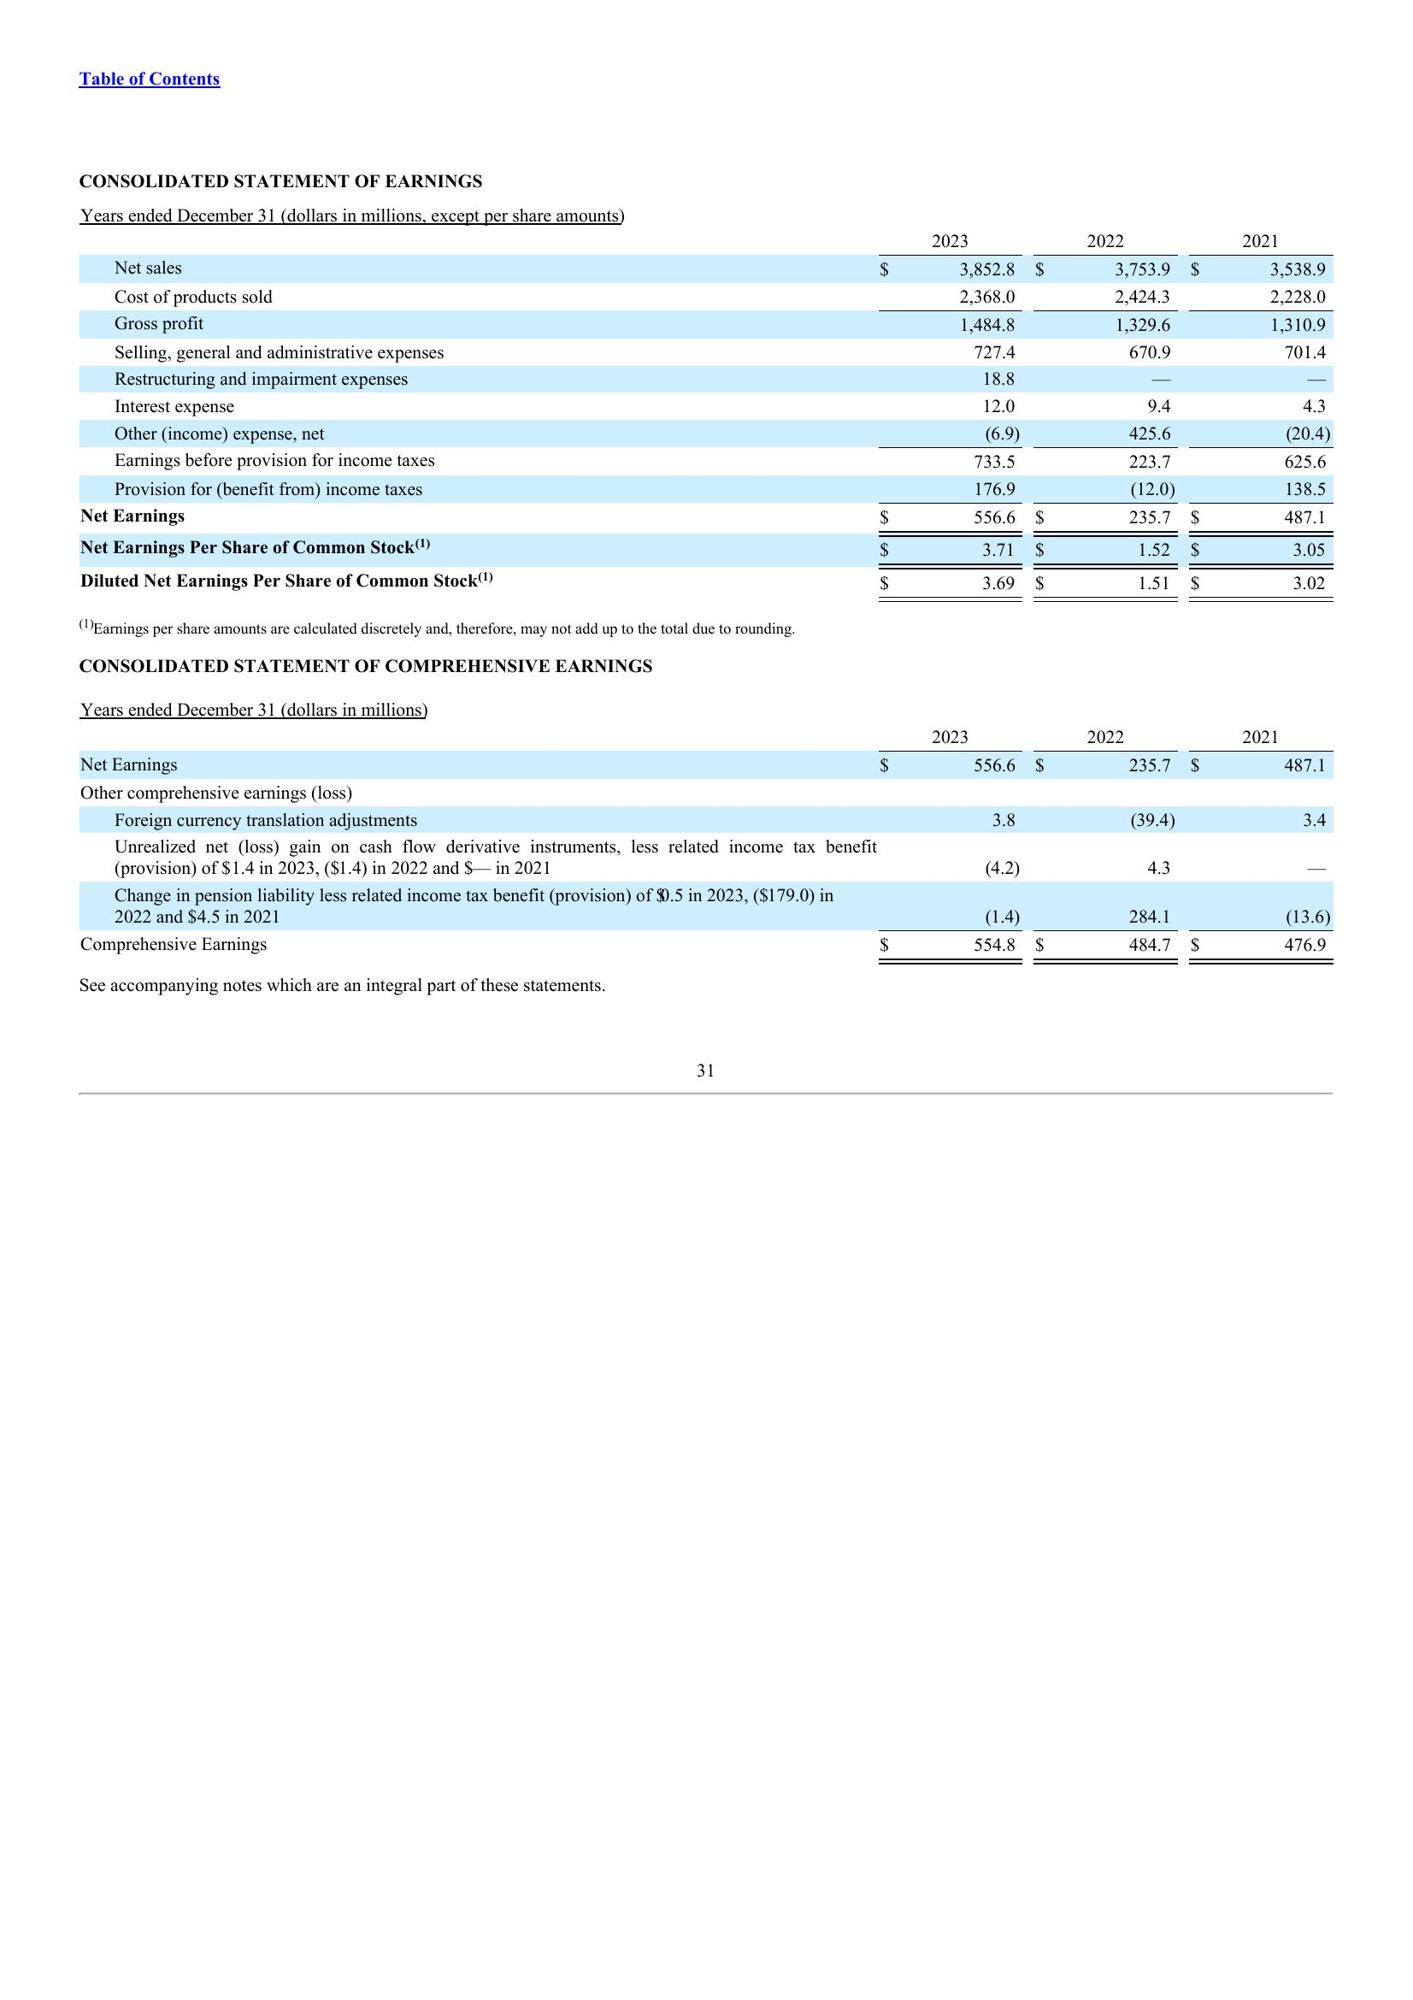 Table of Contents
CONSOLIDATED STATEMENT OF EARNINGS
Years ended December 31 (dollars in millions, except per share amounts)
2023 2022 2021
Net sales $ 3,852.8 $ 3,753.9 $ 3,538.9
Cost of products sold 2,368.0 2,424.3 2,228.0
Gross profit 1,484.8 1,329.6 1,310.9
Selling, general and administrative expenses 727.4 670.9 701.4
Restructuring and impairment expenses 18.8 — —
Interest expense 12.0 9.4 4.3
Other (income) expense, net (6.9) 425.6 (20.4)
Earnings before provision for income taxes 733.5 223.7 625.6
Provision for (benefit from) income taxes 176.9 (12.0) 138.5
Net Earnings $ 556.6 $ 235.7 $ 487.1
Net Earnings Per Share of Common Stock(1) $ 3.71 $ 1.52 $ 3.05
Diluted Net Earnings Per Share of Common Stock(1) $ 3.69 $ 1.51 $ 3.02
(1)Earnings per share amounts are calculated discretely and, therefore, may not add up to the total due to rounding.
CONSOLIDATED STATEMENT OF COMPREHENSIVE EARNINGS
Years ended December 31 (dollars in millions)
2023 2022 2021
Net Earnings $ 556.6 $ 235.7 $ 487.1
Other comprehensive earnings (loss)
Foreign currency translation adjustments 3.8 (39.4) 3.4
Unrealized net (loss) gain on cash flow derivative instruments, less related income tax benefit
(provision) of $1.4 in 2023, ($1.4) in 2022 and $— in 2021 (4.2) 4.3 —
Change in pension liability less related income tax benefit (provision) of $0.5 in 2023, ($179.0) in
2022 and $4.5 in 2021 (1.4) 284.1 (13.6)
Comprehensive Earnings $ 554.8 $ 484.7 $ 476.9
See accompanying notes which are an integral part of these statements.
31